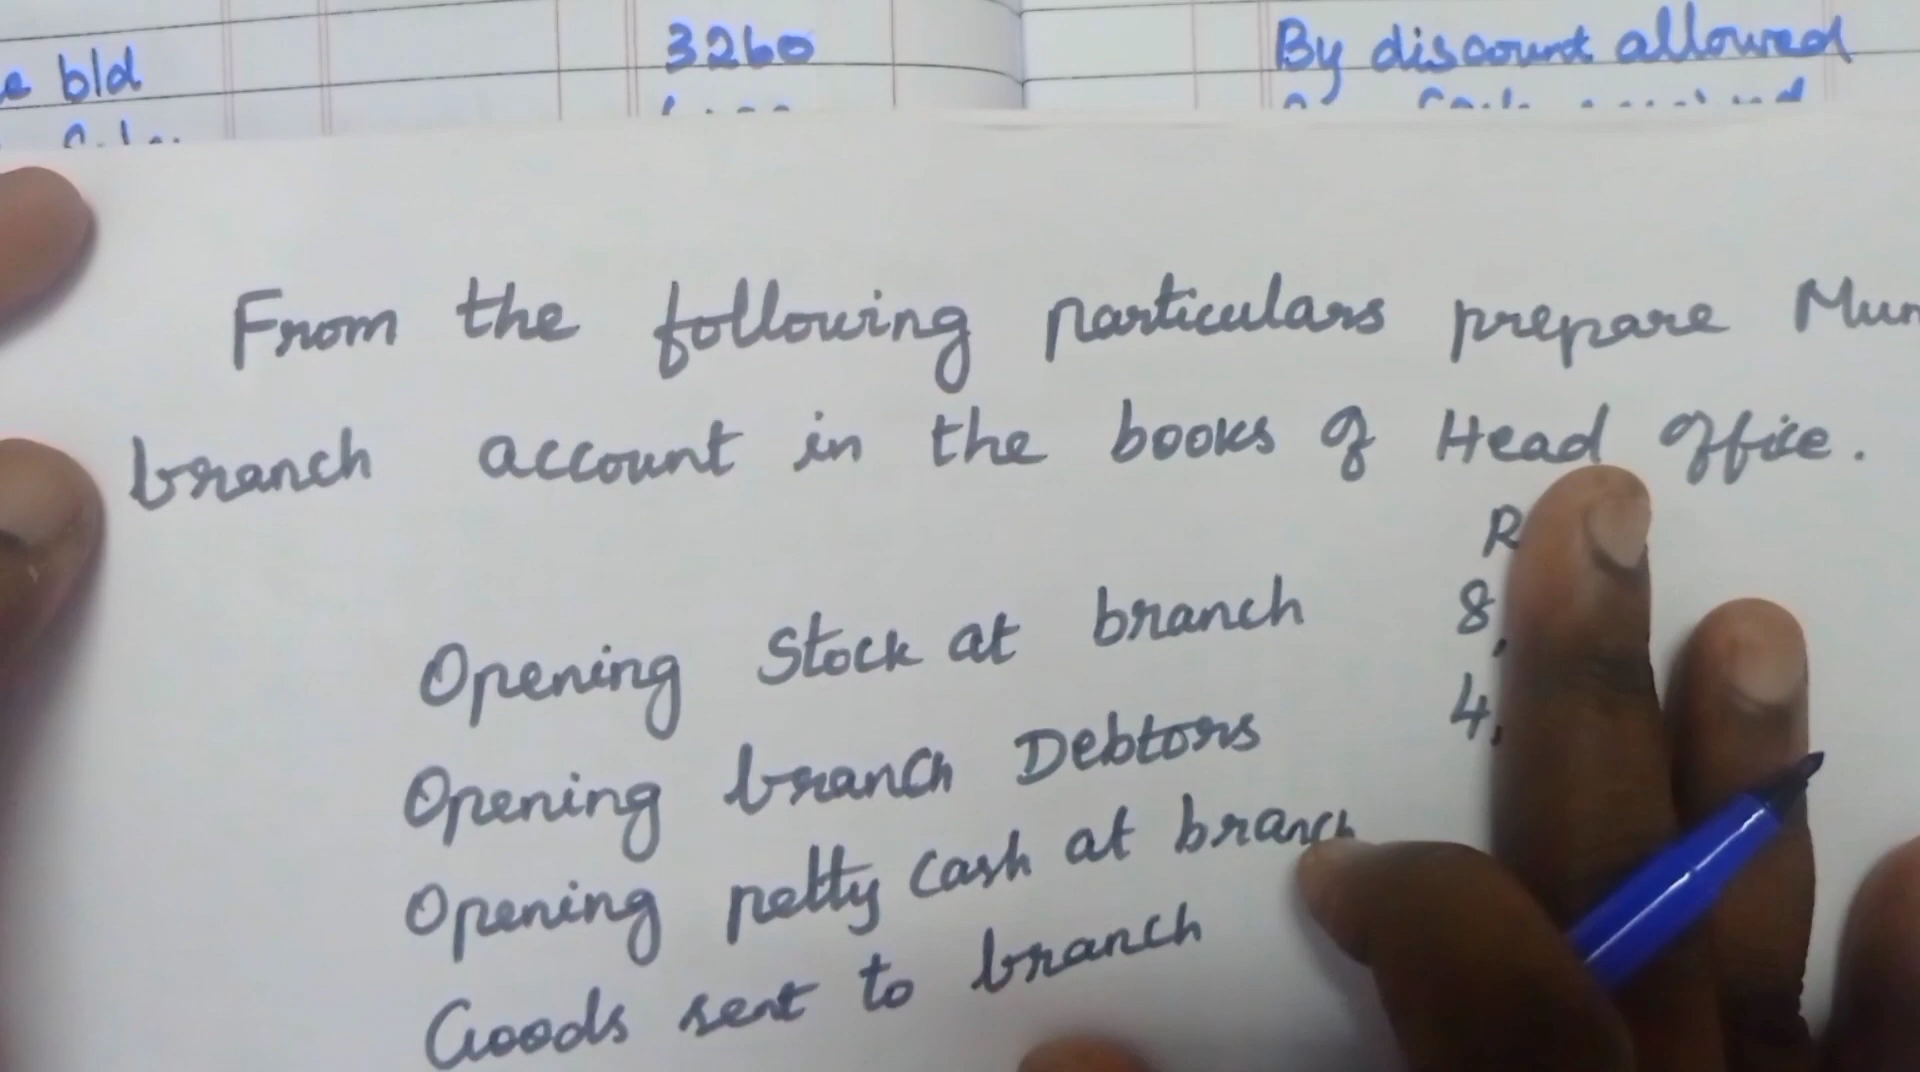 3260
By discount allowed
b/d
From the following particulars prepare
branch account in the books of Head Office.
Opening Stock at branch 8,
Opening branch Debtors 4,
Opening petty cash at branch
Goods sent to branch